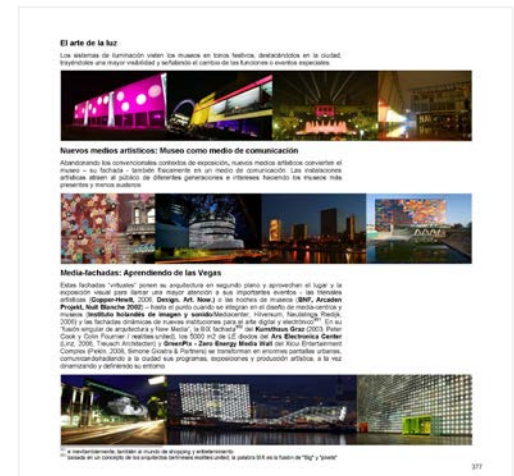 El arte de la luz
Los sistemas de iluminación visten los museos en tonos festivos, destacándolos en la ciudad,
trayéndoles una mayor visibilidad y señalando el cambio de las funciones o eventos especiales.
Nuevos medios artísticos: Museo como medio de comunicación
Abandonando los convencionales contextos de exposición, nuevos medios artísticos convierten el
museo – su fachada - también físicamente en un medio de comunicación. Las instalaciones
artísticas atraen al público de diferentes generaciones e intereses haciendo los museos más
presentes y menos austeros.
Media-fachadas: Aprendiendo de las Vegas
Estas fachadas "virtuales" ponen su arquitectura en segundo plano y aprovechan el lugar y la
exposición visual para llamar una mayor atención a sus importantes eventos - las trienales
artísticas (Copper-Hewit, 2006, Design. Art. Now.) o las noches de museos (BNF, Arcaden
Projekt, Nuit Blanche 2002) – hasta el punto cuando se integran en el diseño de media-centros y
museos (Instituto holandés de imagen y sonido/Mediacenter, Hilversum, Neutelings Riedijk,
2006) y las fachadas dinámicas de nuevas instituciones para el arte digital y electrónico. En su
"fusión singular de arquitectura y New Media", la BIX fachada del Kunsthaus Graz (2003, Peter
Cook y Colin Fournier / realities:united), los 5000 m2 de LE diodos del Ars Electronica Center
(Linz, 2008, Treusch Architecten) y GreenPix - Zero Energy Media Wall del Xicui Entertainment
Complex (Pekín, 2008, Simone Giostra & Partners) se transforman en enormes pantallas urbanas,
comunicando a la ciudad sus programas, exposiciones y producción artística, a la vez
dinamizando y definiendo su entorno.
e inevitablemente, también al mundo de shopping y entretenimiento
basada en un concepto de los arquitectos berlineses realities:united, la palabra BIX es la fusión de "Big" y "pixels"
377